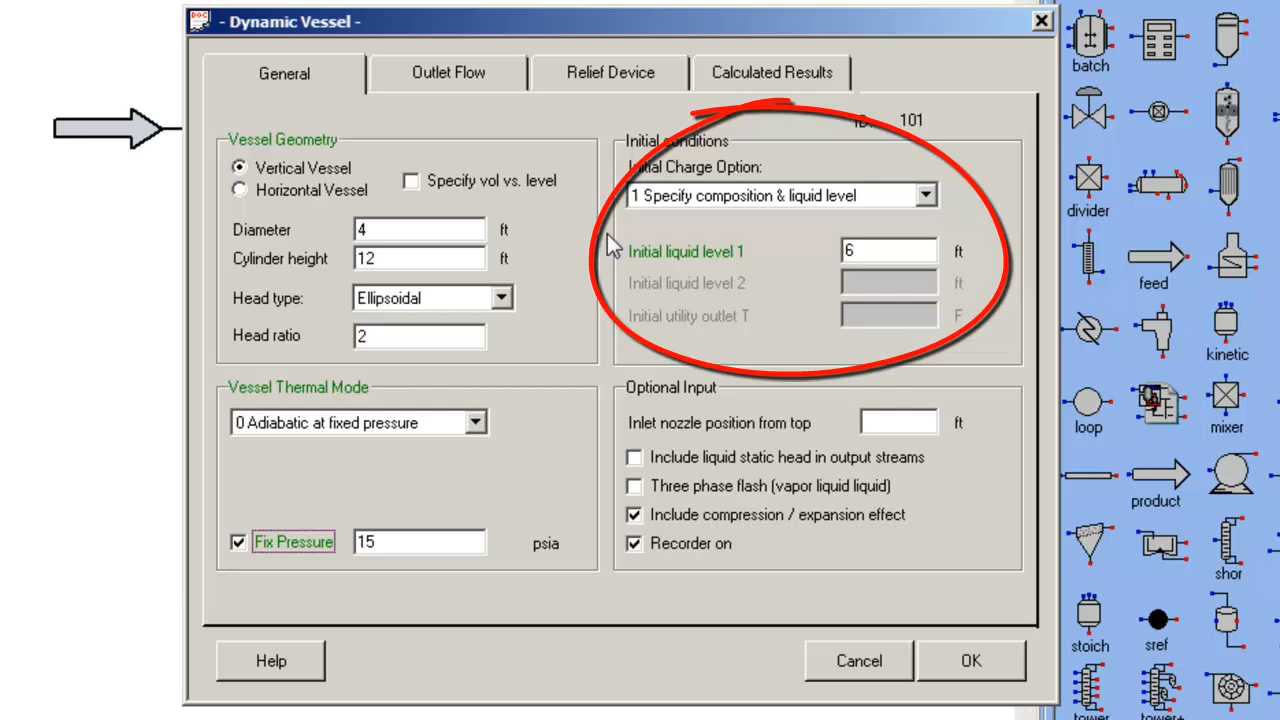 DOC
- Dynamic Vessel -
General
Outlet Flow
Relief Device
Calculated Results
ID: 101
Vessel Geometry
Vertical Vessel
Horizontal Vessel
Specify vol vs. level
Diameter 4 ft
Cylinder height 12 ft
Head type: Ellipsoidal
Head ratio 2
Initial conditions
Initial Charge Option:
1 Specify composition & liquid level
Initial liquid level 1 6 ft
Initial liquid level 2 ft
Initial utility outlet T F
Vessel Thermal Mode
0 Adiabatic at fixed pressure
Fix Pressure 15 psia
Optional Input
Inlet nozzle position from top ft
Include liquid static head in output streams
Three phase flash (vapor liquid liquid)
Include compression / expansion effect
Recorder on
Help
Cancel
OK
batch
divider
feed
kinetic
loop
mixer
product
shor
stoich
sref
tower
tower+